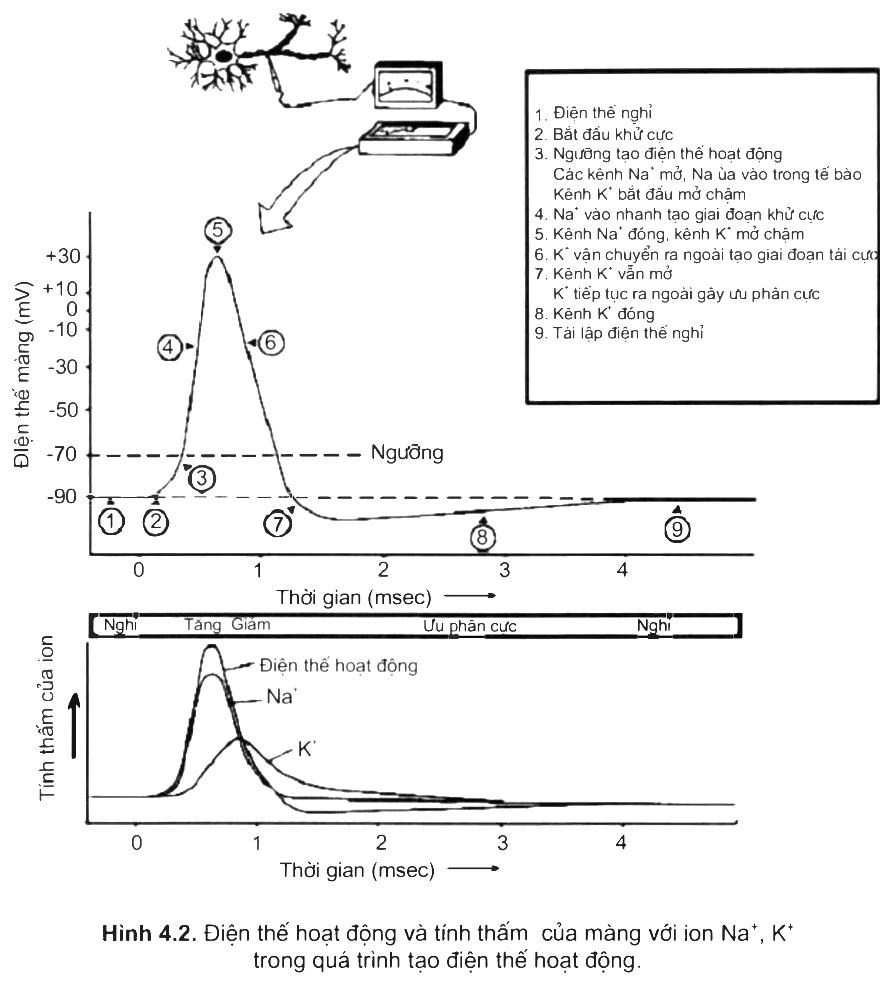 1. Điện thế nghỉ
2. Bắt đầu khử cực
3. Ngưỡng tạo điện thế hoạt động
Các kênh Na⁺ mở, Na ùa vào trong tế bào
Kênh K⁺ bắt đầu mở chậm
4. Na⁺ vào nhanh tạo giai đoạn khử cực
5. Kênh Na⁺ đóng, kênh K⁺ mở chậm
6. K⁺ vận chuyển ra ngoài tạo giai đoạn tái cực
7. Kênh K⁺ vẫn mở
K⁺ tiếp tục ra ngoài gây ưu phân cực
8. Kênh K⁺ đóng
9. Tái lập điện thế nghỉ
Điện thế màng (mV)
+30
+10
0
-10
-30
-50
-70
-90
5
4
6
Ngưỡng
3
1
2
7
8
9
0 1 2 3 4
Thời gian (msec)
Nghỉ Tăng Giảm Ưu phân cực Nghỉ
Tính thấm của ion
Điện thế hoạt động
Na⁺
K⁺
0 1 2 3 4
Thời gian (msec)
Hình 4.2. Điện thế hoạt động và tính thấm của màng với ion Na⁺, K⁺
trong quá trình tạo điện thế hoạt động.